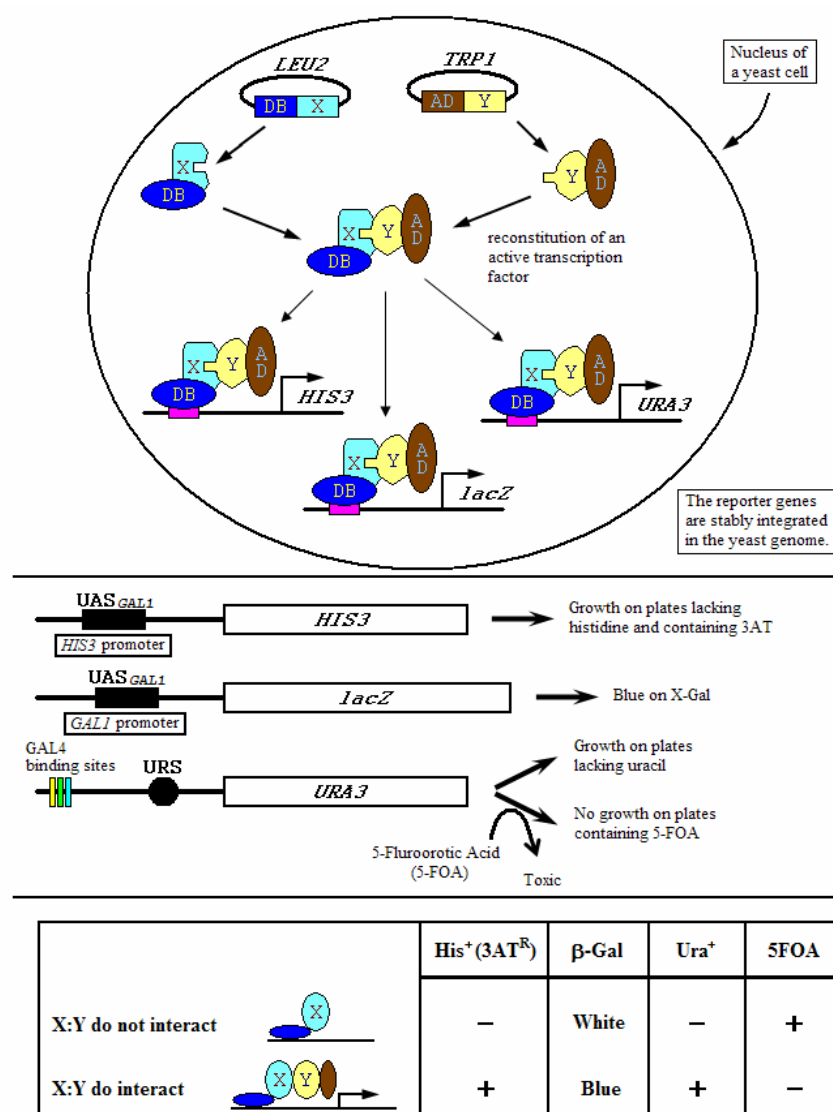 LEU2
TRP1
Nucleus of
a yeast cell
DB X
AD Y
X
DB
Y
A
D
X Y
A
D
DB
reconstitution of an
active transcription
factor
X Y
A
D
DB
HIS3
X Y
A
D
DB
URA3
X Y
A
D
DB
lacZ
The reporter genes
are stably integrated
in the yeast genome.
UAS GAL1
HIS3
HIS3 promoter
Growth on plates lacking
histidine and containing 3AT
UAS GAL1
lacZ
GAL1 promoter
Blue on X-Gal
GAL4
binding sites
URS
URA3
Growth on plates
lacking uracil
No growth on plates
containing 5-FOA
5-Fluroorotic Acid
(5-FOA)
Toxic
His+ (3ATR) β-Gal Ura+ 5FOA
X:Y do not interact X – White – +
X:Y do interact X Y + Blue + –